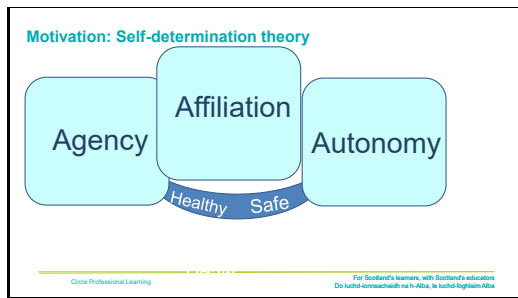 Motivation: Self-determination theory
Affiliation
Agency
Autonomy
Healthy Safe
Circle Professional Learning
For Scotland's learners, with Scotland's educators
Do luchd-ionnsachaidh na h-Alba, le luchd-foghlaim Alba